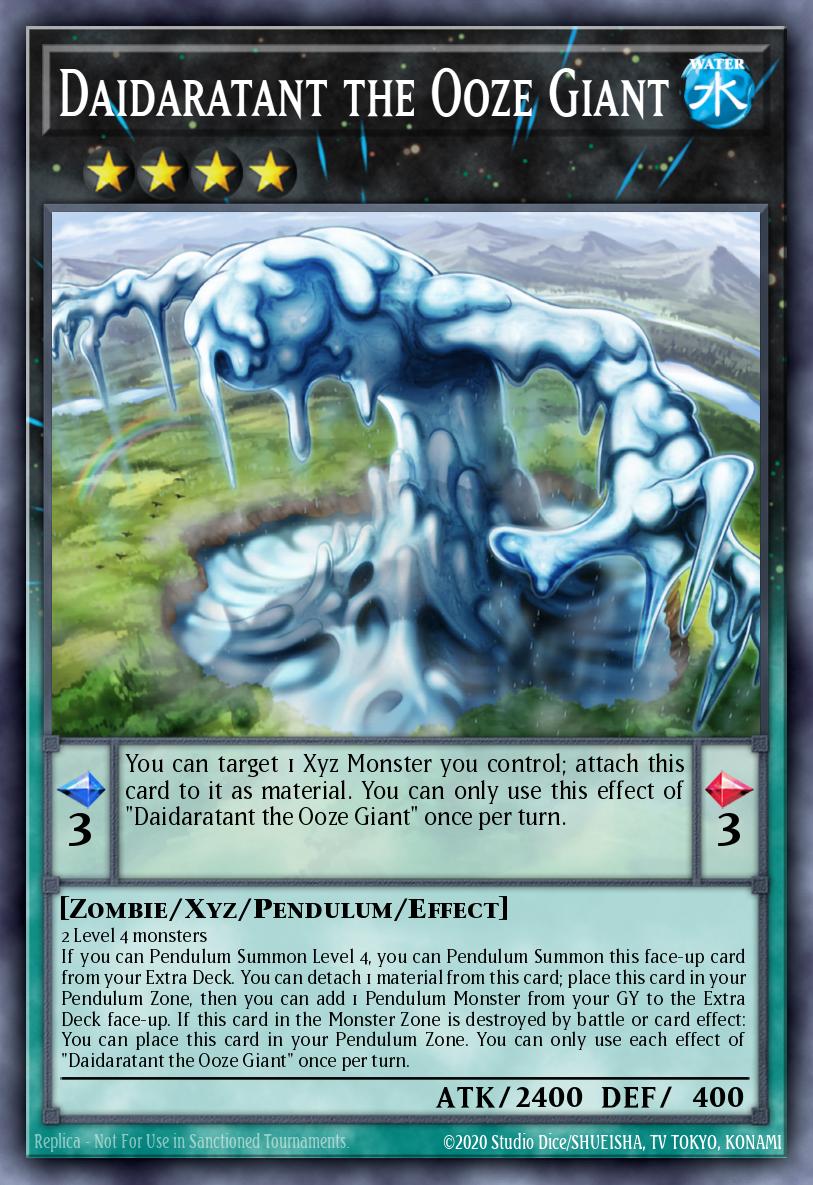 Daidaratant the Ooze Giant
WATER
水
You can target 1 Xyz Monster you control; attach this
card to it as material. You can only use this effect of
"Daidaratant the Ooze Giant" once per turn.
3
3
[Zombie/Xyz/Pendulum/Effect]
2 Level 4 monsters
If you can Pendulum Summon Level 4, you can Pendulum Summon this face-up card
from your Extra Deck. You can detach 1 material from this card; place this card in your
Pendulum Zone, then you can add 1 Pendulum Monster from your GY to the Extra
Deck face-up. If this card in the Monster Zone is destroyed by battle or card effect:
You can place this card in your Pendulum Zone. You can only use each effect of
"Daidaratant the Ooze Giant" once per turn.
ATK/2400 DEF/ 400
Replica - Not For Use in Sanctioned Tournaments.
©2020 Studio Dice/SHUEISHA, TV TOKYO, KONAMI